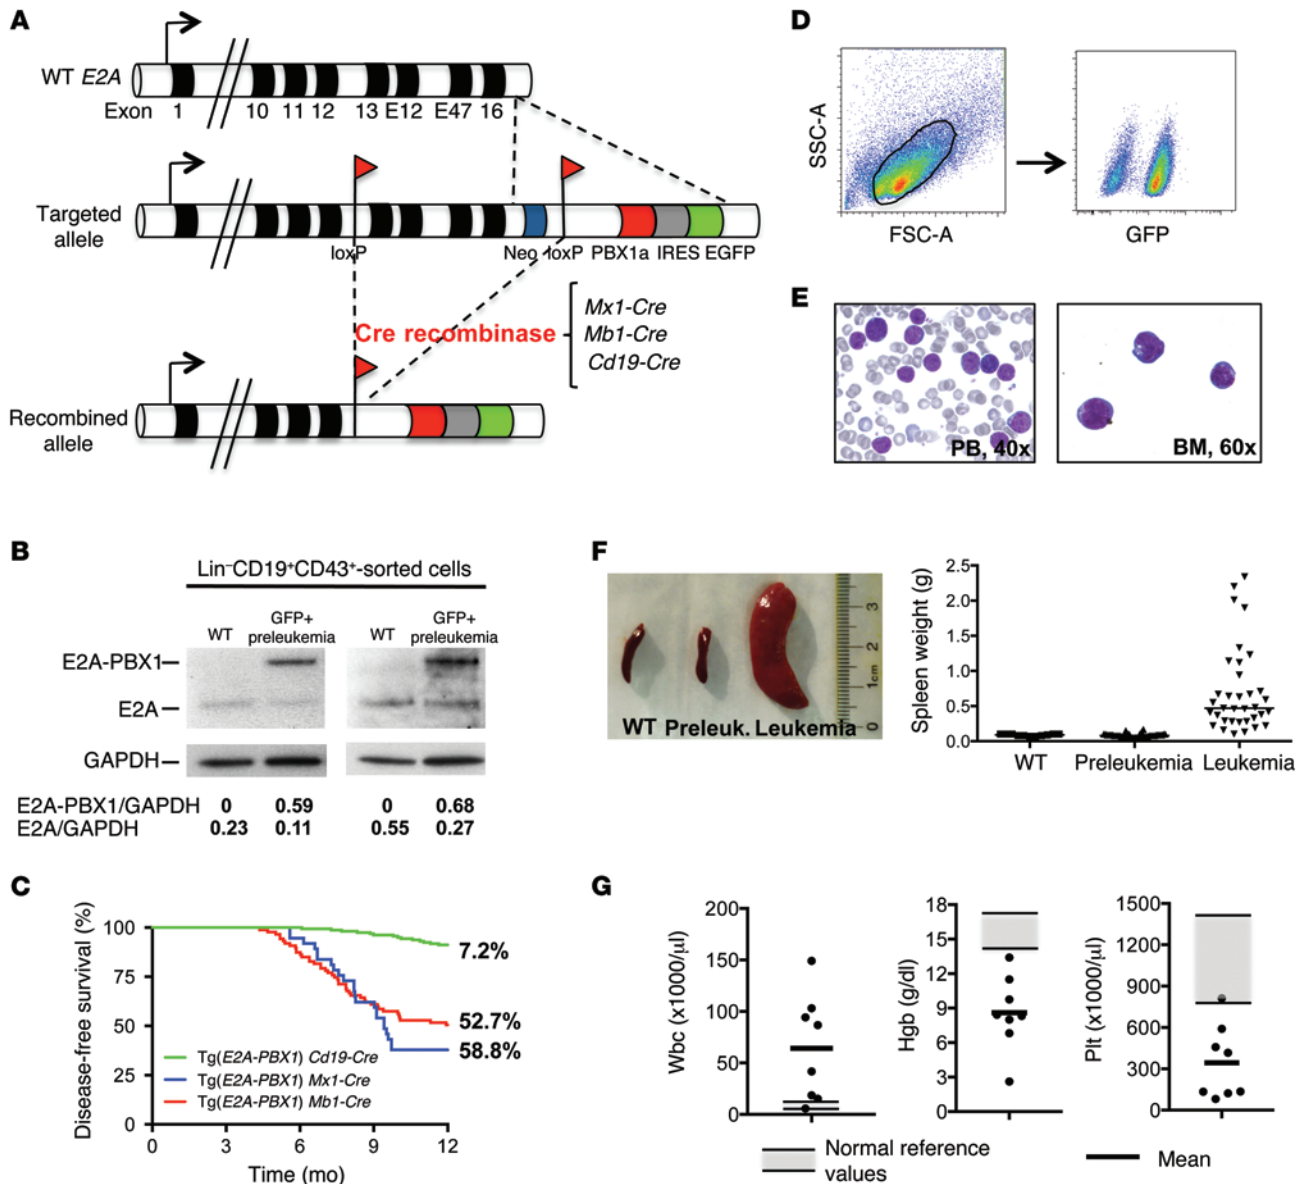 A
WT E2A
Exon 1 10 11 12 13 E12 E47 16
Targeted
allele
loxP Neo loxP PBX1a IRES EGFP
Cre recombinase
Mx1-Cre
Mb1-Cre
Cd19-Cre
Recombined
allele
B
Lin⁻CD19⁺CD43⁺-sorted cells
WT GFP+ preleukemia WT GFP+ preleukemia
E2A-PBX1
E2A
GAPDH
E2A-PBX1/GAPDH 0 0.59 0 0.68
E2A/GAPDH 0.23 0.11 0.55 0.27
C
Disease-free survival (%)
100
75
50
25
0
0 3 6 9 12
Time (mo)
7.2%
52.7%
58.8%
Tg(E2A-PBX1) Cd19-Cre
Tg(E2A-PBX1) Mx1-Cre
Tg(E2A-PBX1) Mb1-Cre
D
SSC-A
FSC-A
GFP
E
PB, 40x
BM, 60x
F
WT Preleuk. Leukemia
3
2
1cm
0
Spleen weight (g)
2.5
2.0
1.5
1.0
0.5
0.0
WT Preleukemia Leukemia
G
Wbc (x1000/µl)
200
150
100
50
0
Hgb (g/dl)
18
15
12
9
6
3
0
Plt (x1000/µl)
1500
1200
900
600
300
0
Normal reference
values
Mean